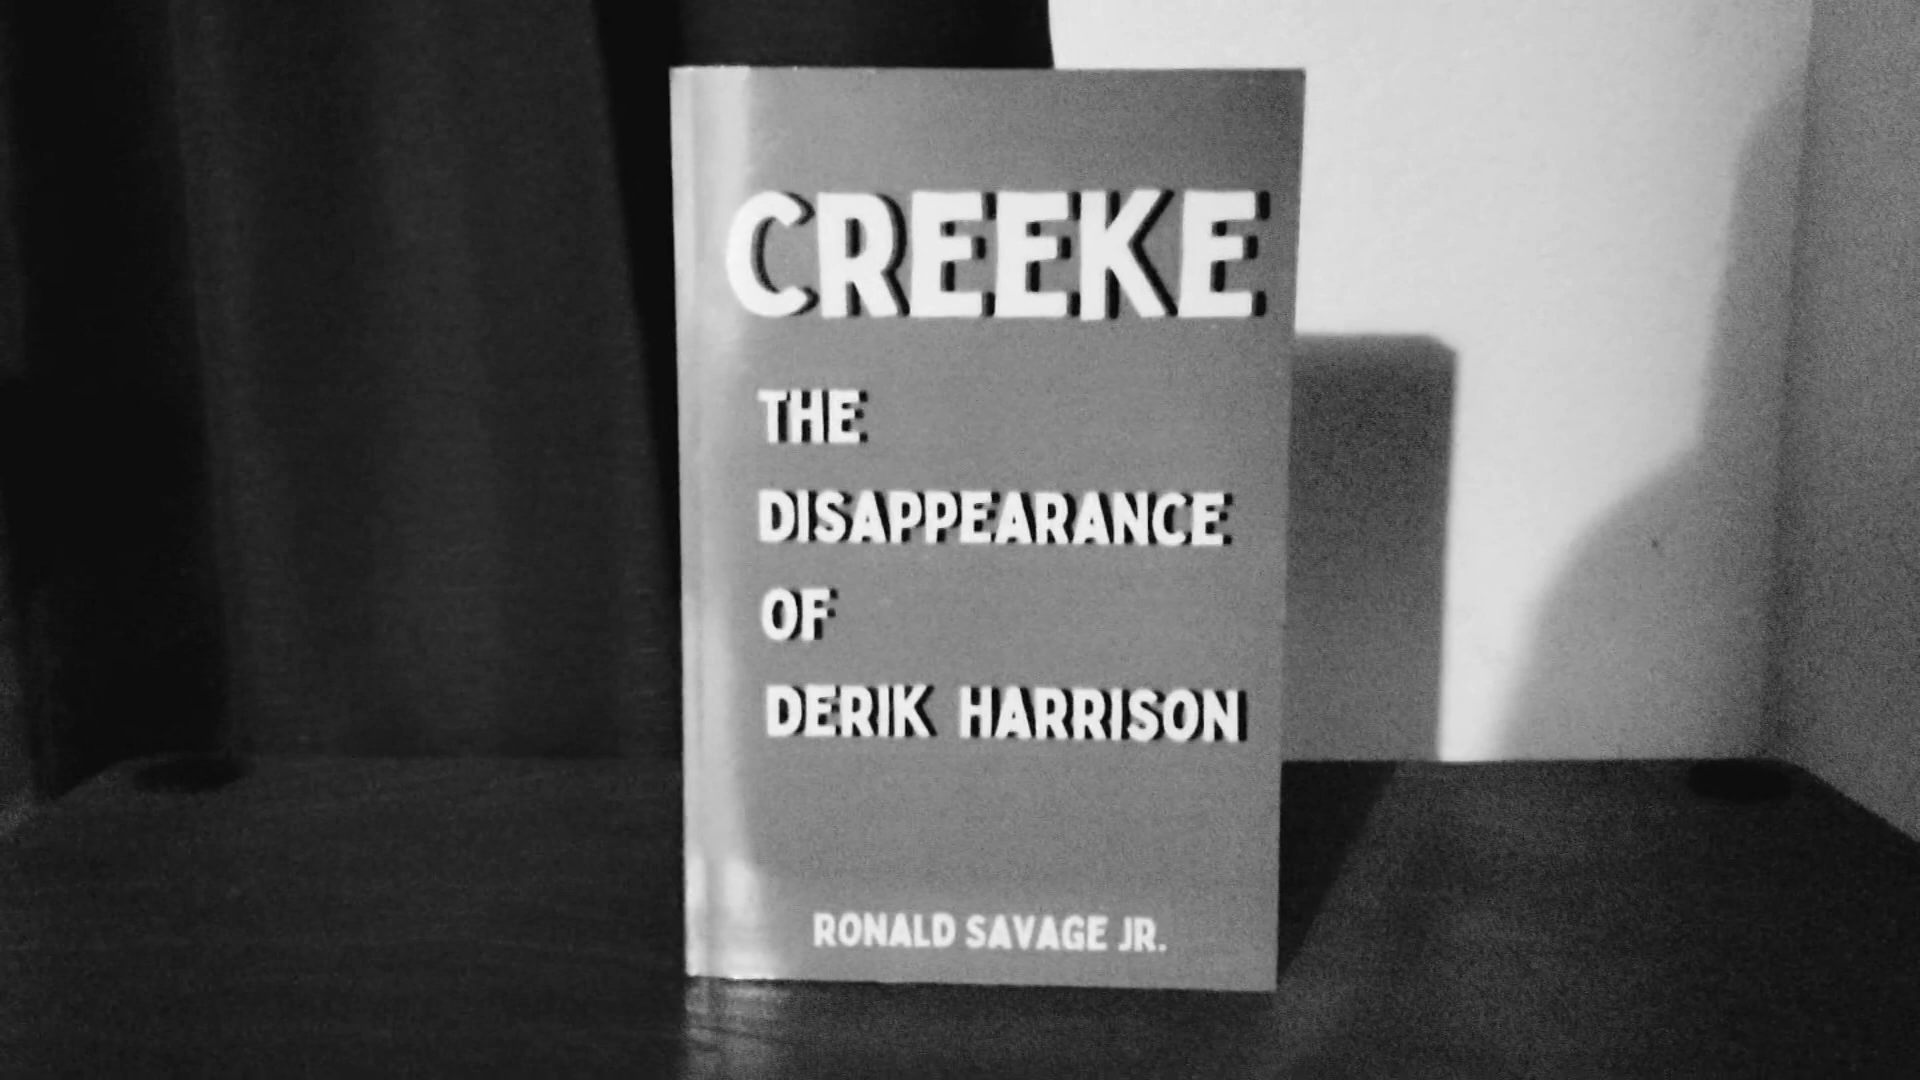 CREEKE
THE
DISAPPEARANCE
OF
DERIK HARRISON
RONALD SAVAGE JR.